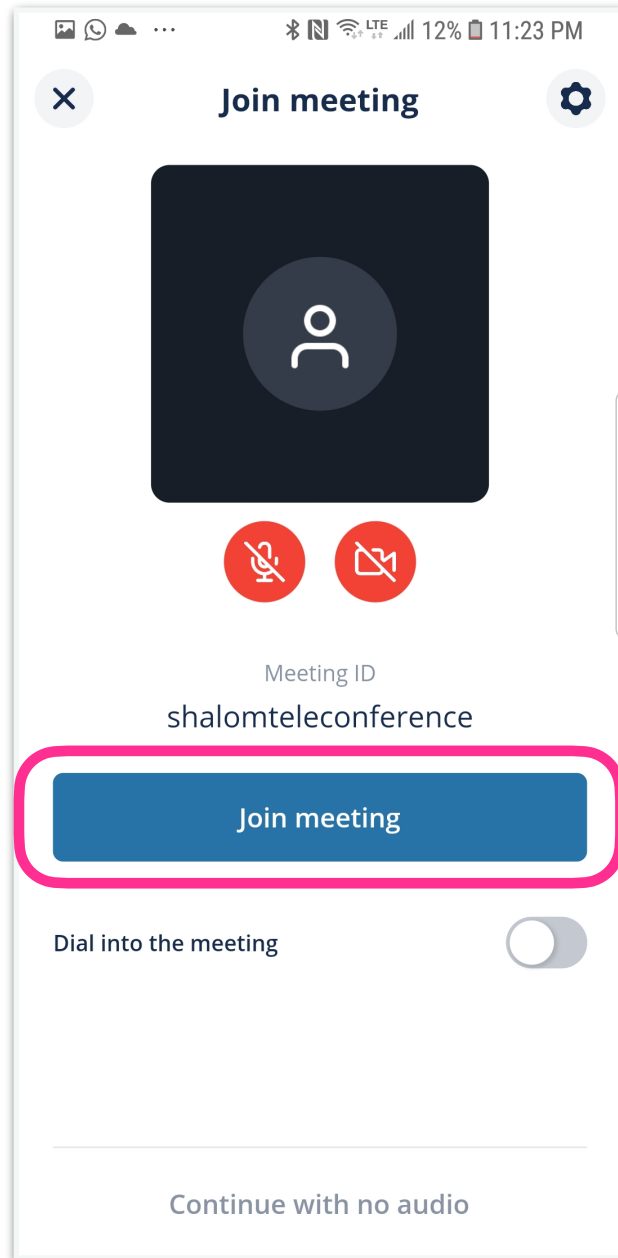 LTE 12% 11:23 PM
Join meeting
Meeting ID
shalomteleconference
Join meeting
Dial into the meeting
Continue with no audio